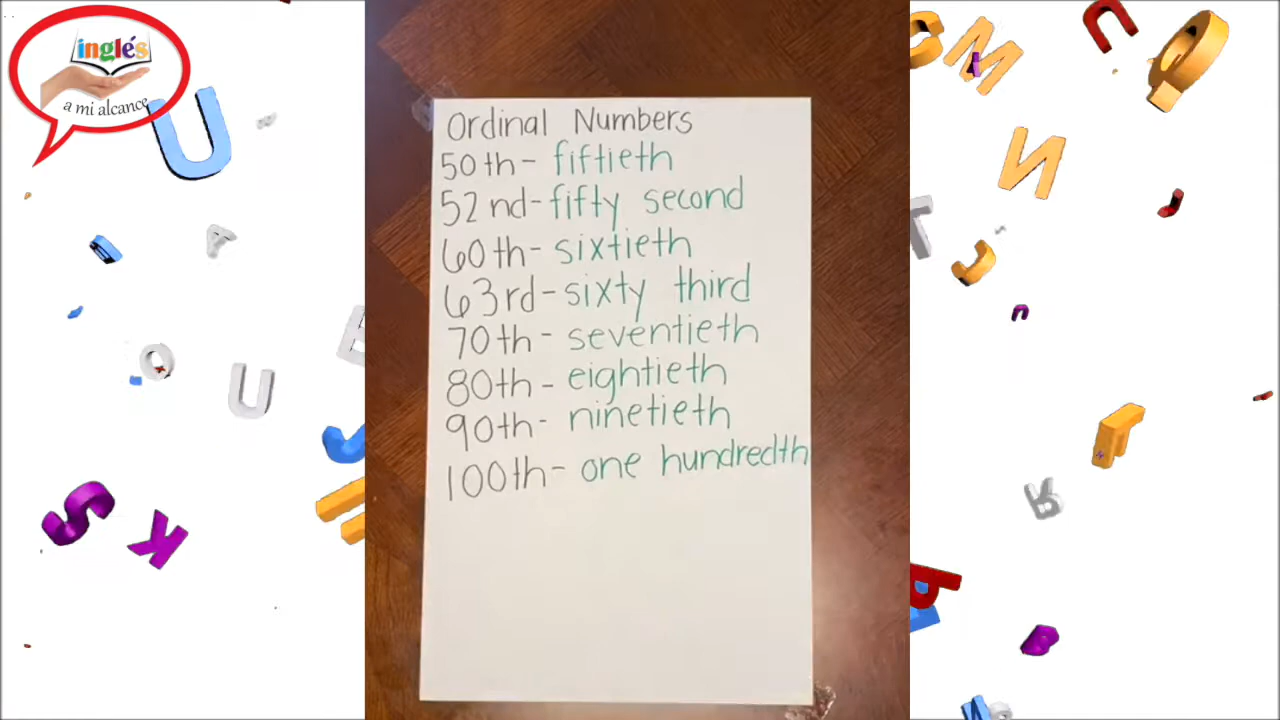 inglés
a mi alcance
Ordinal Numbers
50th- fiftieth
52nd- fifty second
60th- sixtieth
63rd- sixty third
70th- seventieth
80th- eightieth
90th- ninetieth
100th- one hundredth